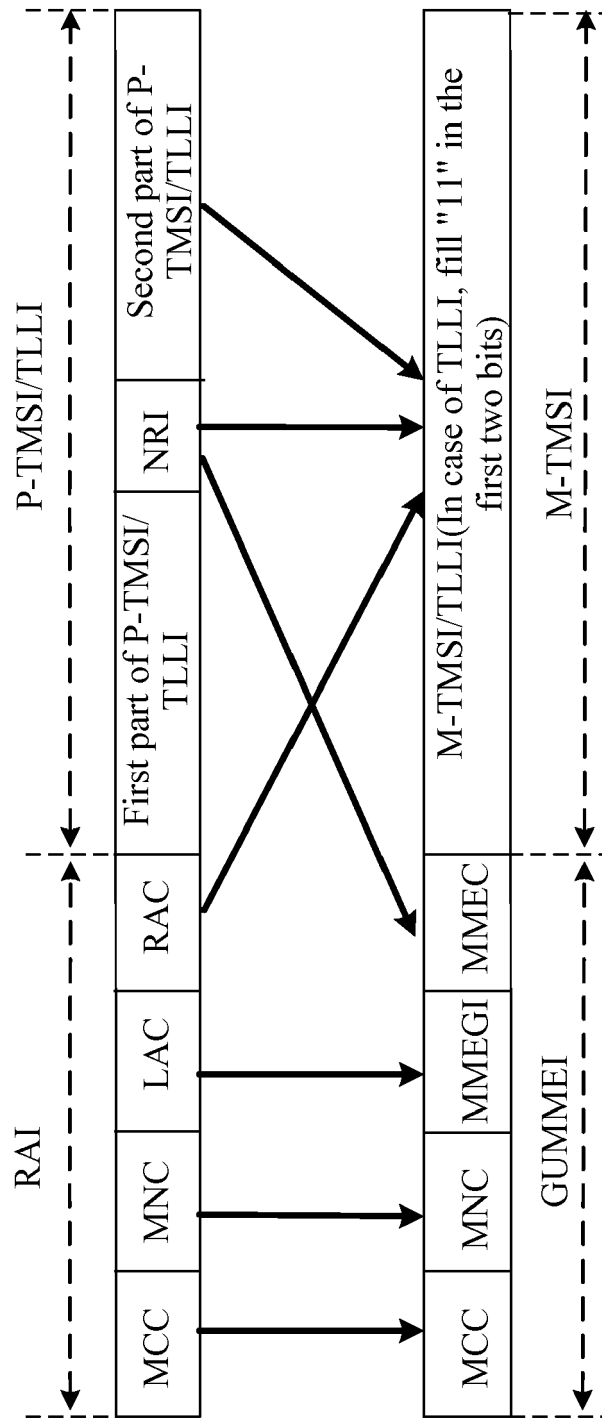 RAI
P-TMSI/TLLI
MCC
MNC
LAC
RAC
First part of P-TMSI/
TLLI
NRI
Second part of P-
TMSI/TLLI
MCC
MNC
MMEGI
MMEC
M-TMSI/TLLI(In case of TLLI, fill "11" in the
first two bits)
GUMMEI
M-TMSI